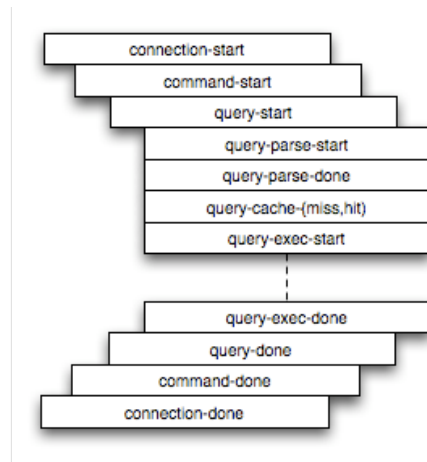 connection-start
command-start
query-start
query-parse-start
query-parse-done
query-cache-(miss,hit)
query-exec-start
query-exec-done
query-done
command-done
connection-done